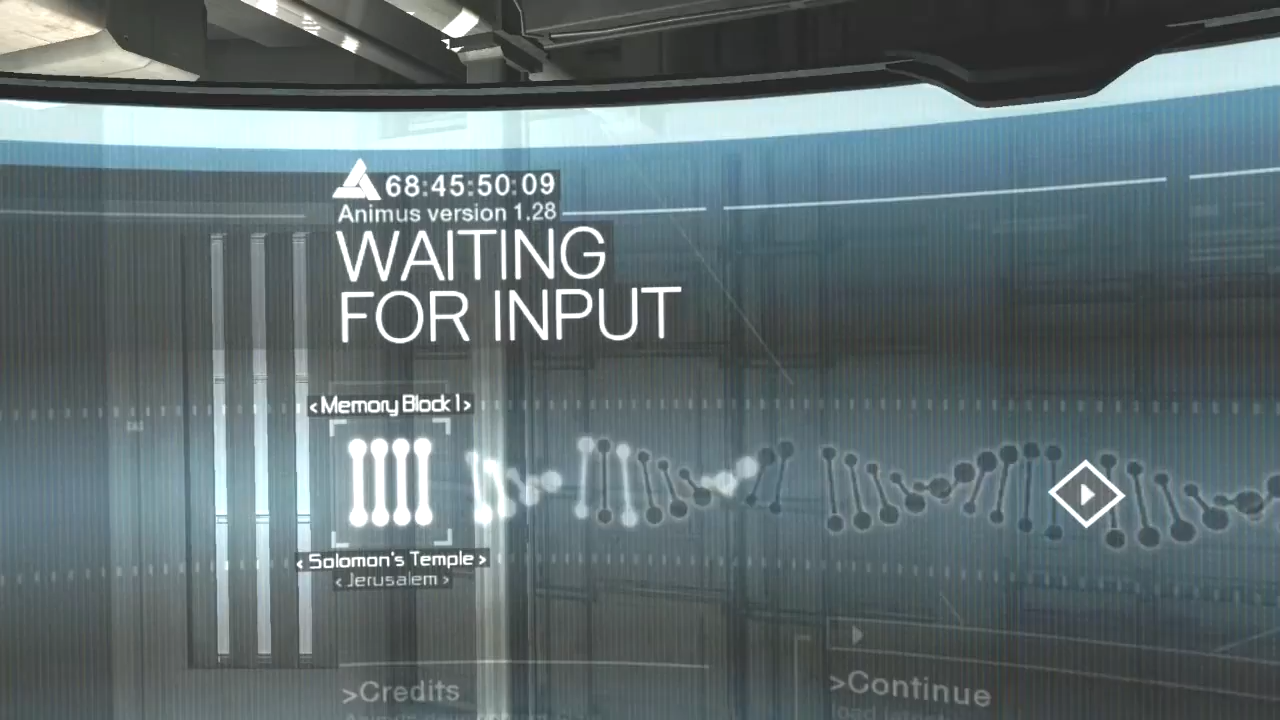 68:45:50:09
Animus version 1.28
WAITING
FOR INPUT
<Memory Block 1>
< Solomon's Temple >
< Jerusalem >
>Credits
>Continue